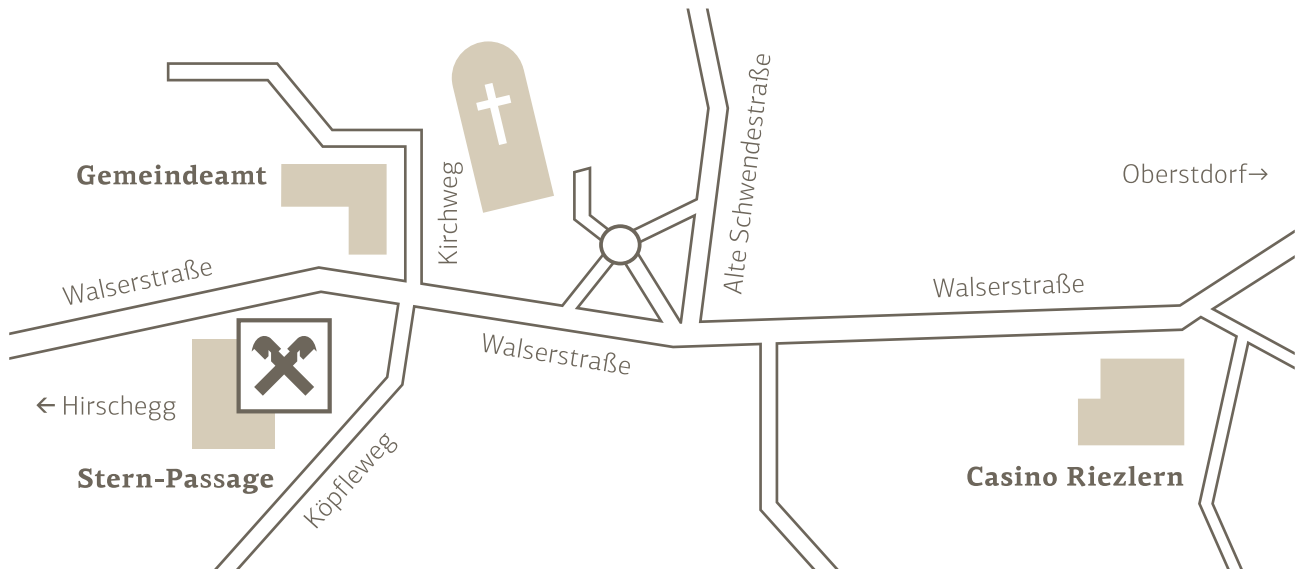 Gemeindeamt
Kirchweg
Alte Schwendestraße
Oberstdorf→
Walserstraße
Walserstraße
Walserstraße
← Hirschegg
Stern-Passage
Köpfleweg
Casino Riezlern